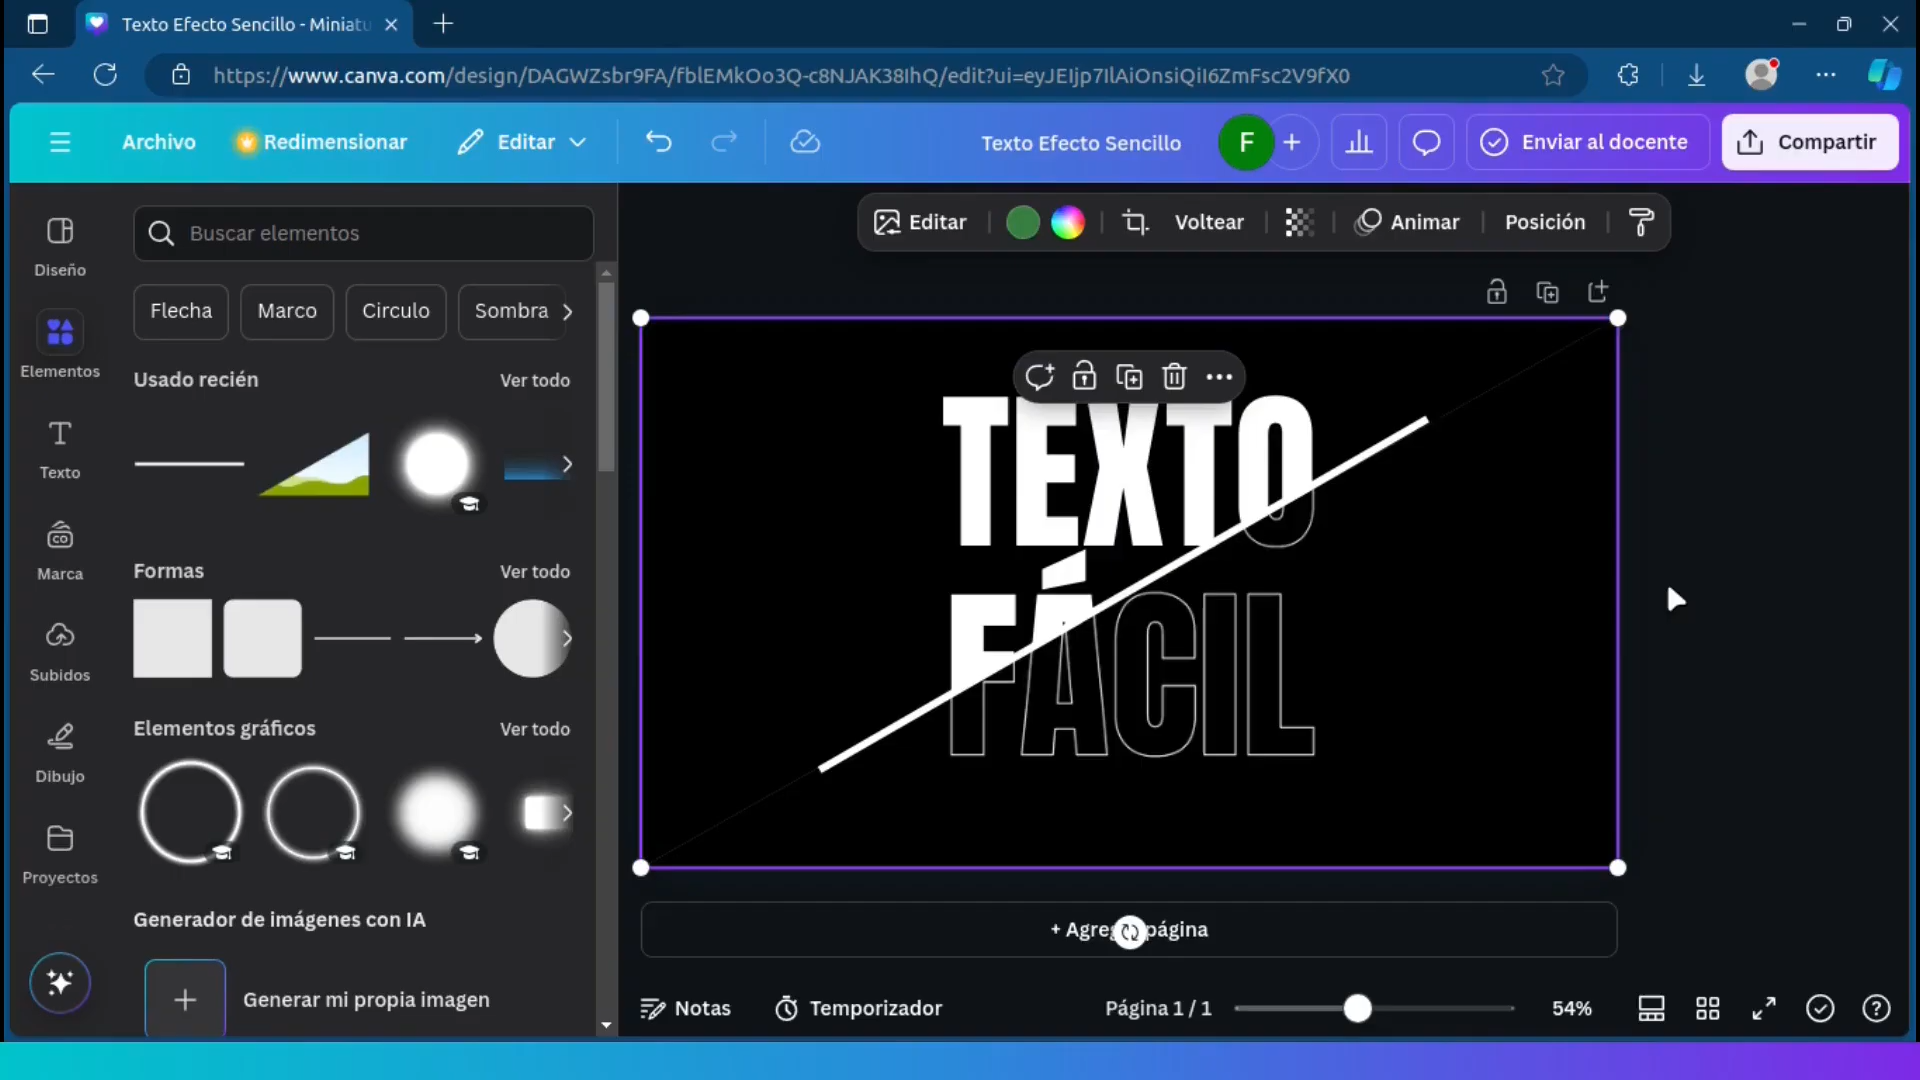 Texto Efecto Sencillo - Miniatu
https://www.canva.com/design/DAGWZsbr9FA/fblEMkOo3Q-c8NJAK38IhQ/edit?ui=eyJEIjp7IlAiOnsiQiI6ZmFsc2V9fX0
Archivo
Redimensionar
Editar
Texto Efecto Sencillo
F
Enviar al docente
Compartir
Diseño
Elementos
Texto
Marca
Subidos
Dibujo
Proyectos
Buscar elementos
Flecha
Marco
Circulo
Sombra
Usado recién
Ver todo
Formas
Ver todo
Elementos gráficos
Ver todo
Generador de imágenes con IA
Generar mi propia imagen
Editar
Voltear
Animar
Posición
TEXTO
FÁCIL
+ Agreg página
Notas
Temporizador
Página 1 / 1
54%